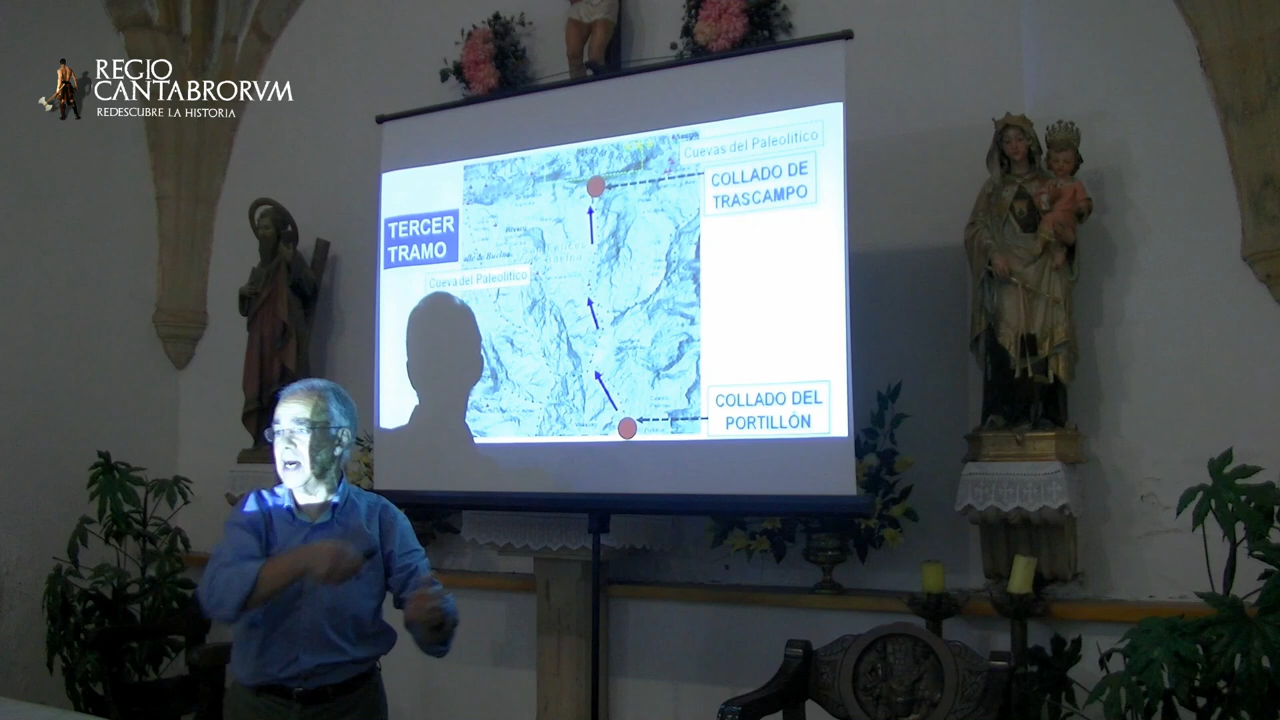 REGIO
CANTABRORVM
REDESCUBRE LA HISTORIA
Cuevas del Paleolítico
COLLADO DE
TRASCAMPO
TERCER
TRAMO
Cueva del Paleolítico
COLLADO DEL
PORTILLÓN